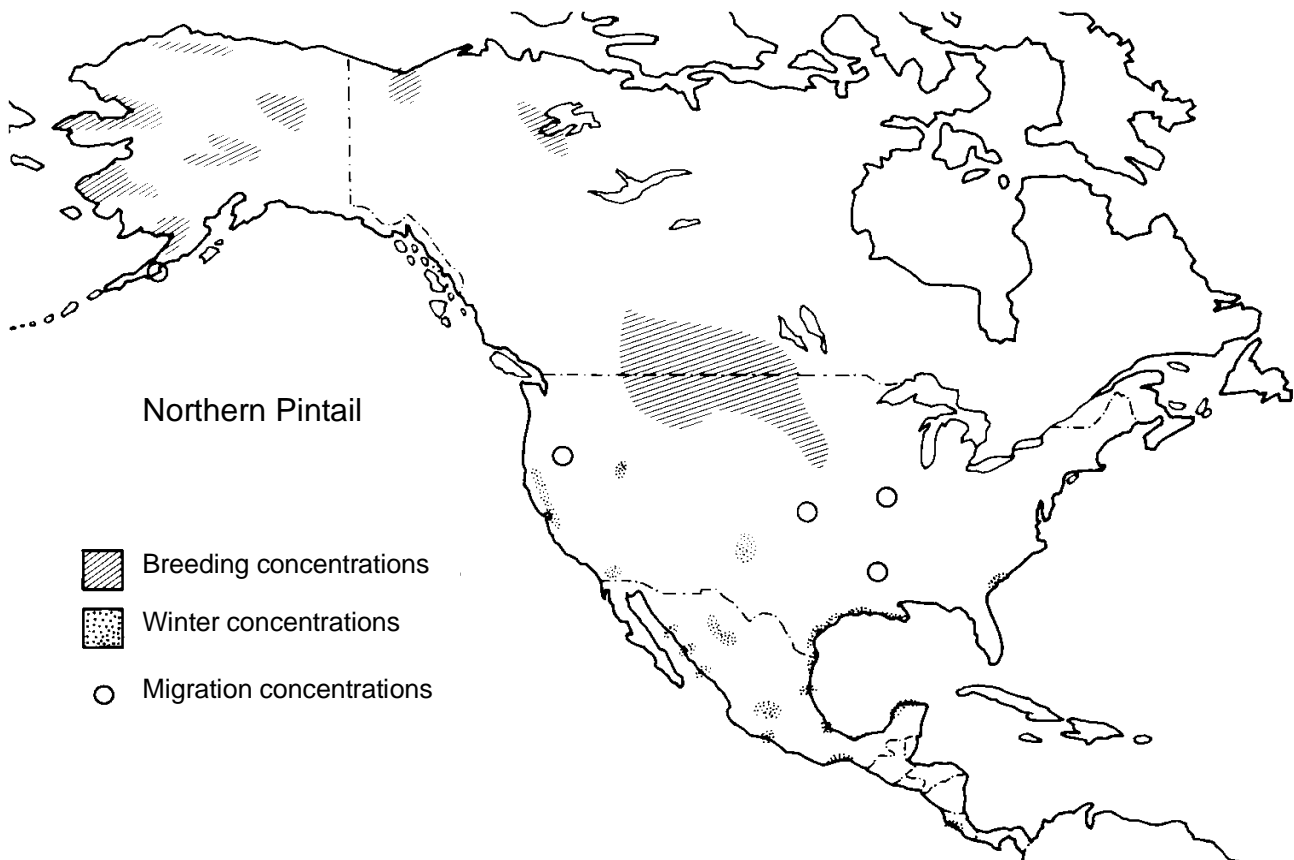 Northern Pintail
Breeding concentrations
Winter concentrations
Migration concentrations